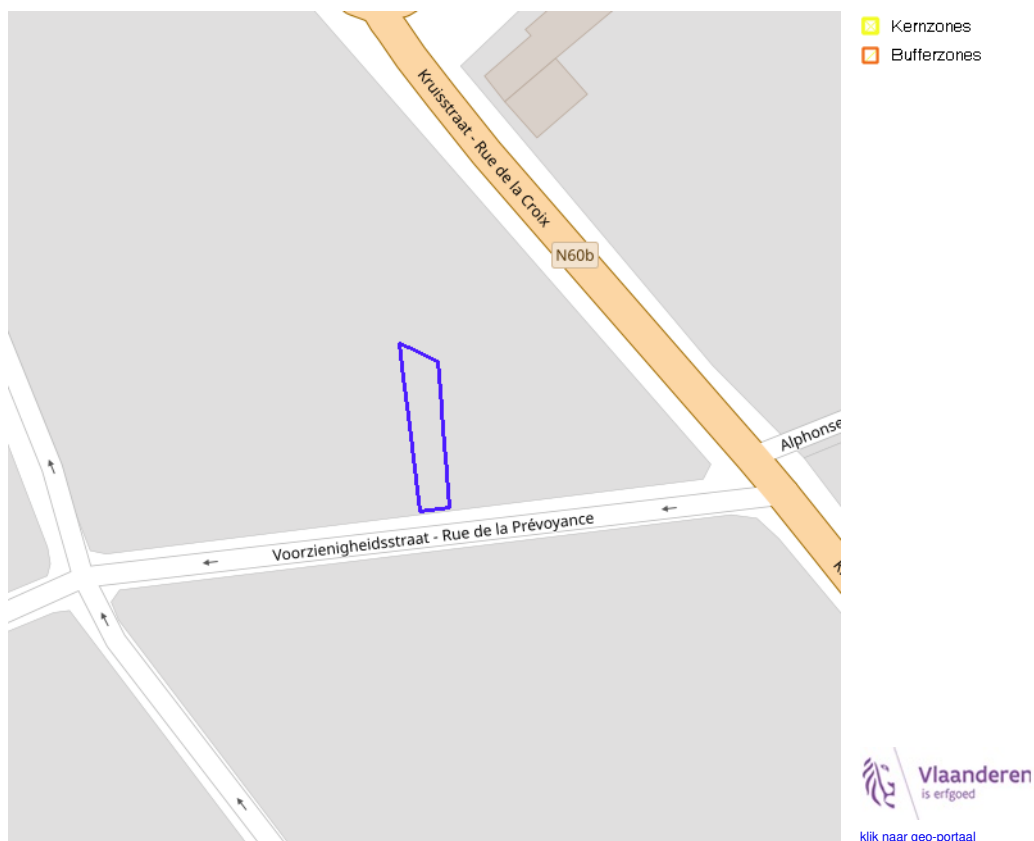 Kernzones
Bufferzones
Kruisstraat - Rue de la Croix
N60b
Alphonse
Voorzienigheidsstraat - Rue de la Prévoyance
Vlaanderen
is erfgoed
klik naar geo-portaal